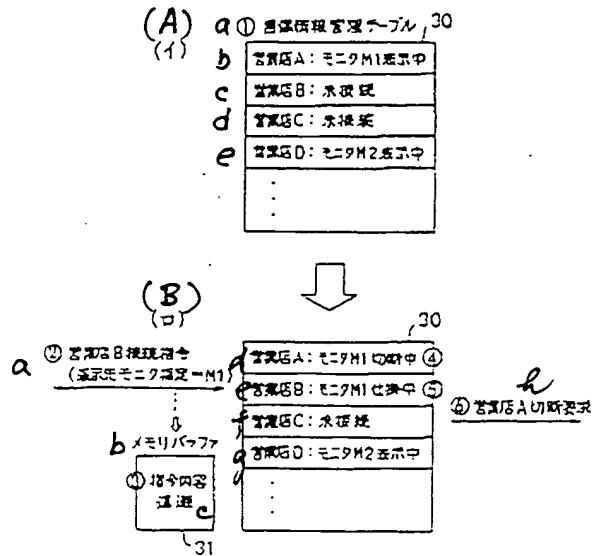 (A)
(イ)
a ① 情報管理テーブル 30
b 営業店A: モニタM1表示中
c 営業店B: 未接続
d 営業店C: 未接続
e 営業店D: モニタM2表示中
(B)
(ロ)
30
a ② 営業店B接続指令
(表示先モニタ指定=M1)
d 営業店A: モニタM1切断中 ④
e 営業店B: モニタM1仕掛中 ⑤
f 営業店C: 未接続
g 営業店D: モニタM2表示中
h
⑥ 営業店A切断要求
b メモリバッファ
③ 指令内容
退避 c
31